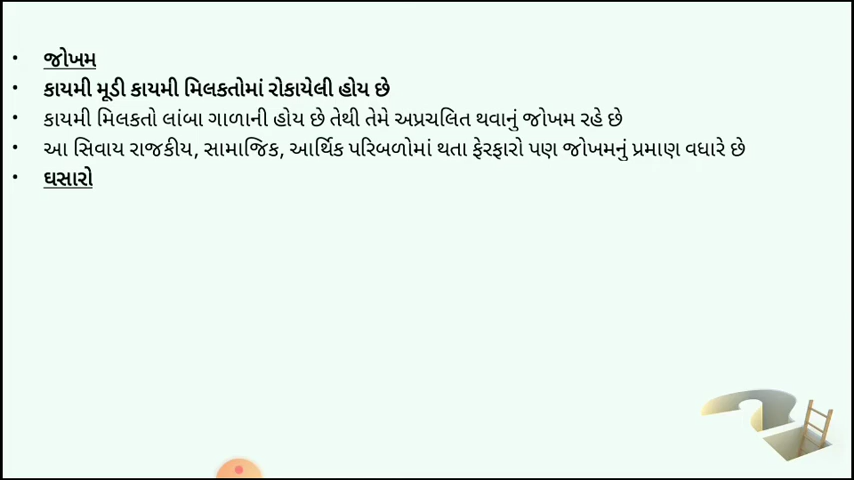 • જોખમ
• કાયમી મૂડી કાયમી મિલકતોમાં રોકાયેલી હોય છે
• કાયમી મિલકતો લાંબા ગાળાની હોય છે તેથી તેમે અપ્રચલિત થવાનું જોખમ રહે છે
• આ સિવાય રાજકીય, સામાજિક, આર્થિક પરિબળોમાં થતા ફેરફારો પણ જોખમનું પ્રમાણ વધારે છે
• ઘસારો